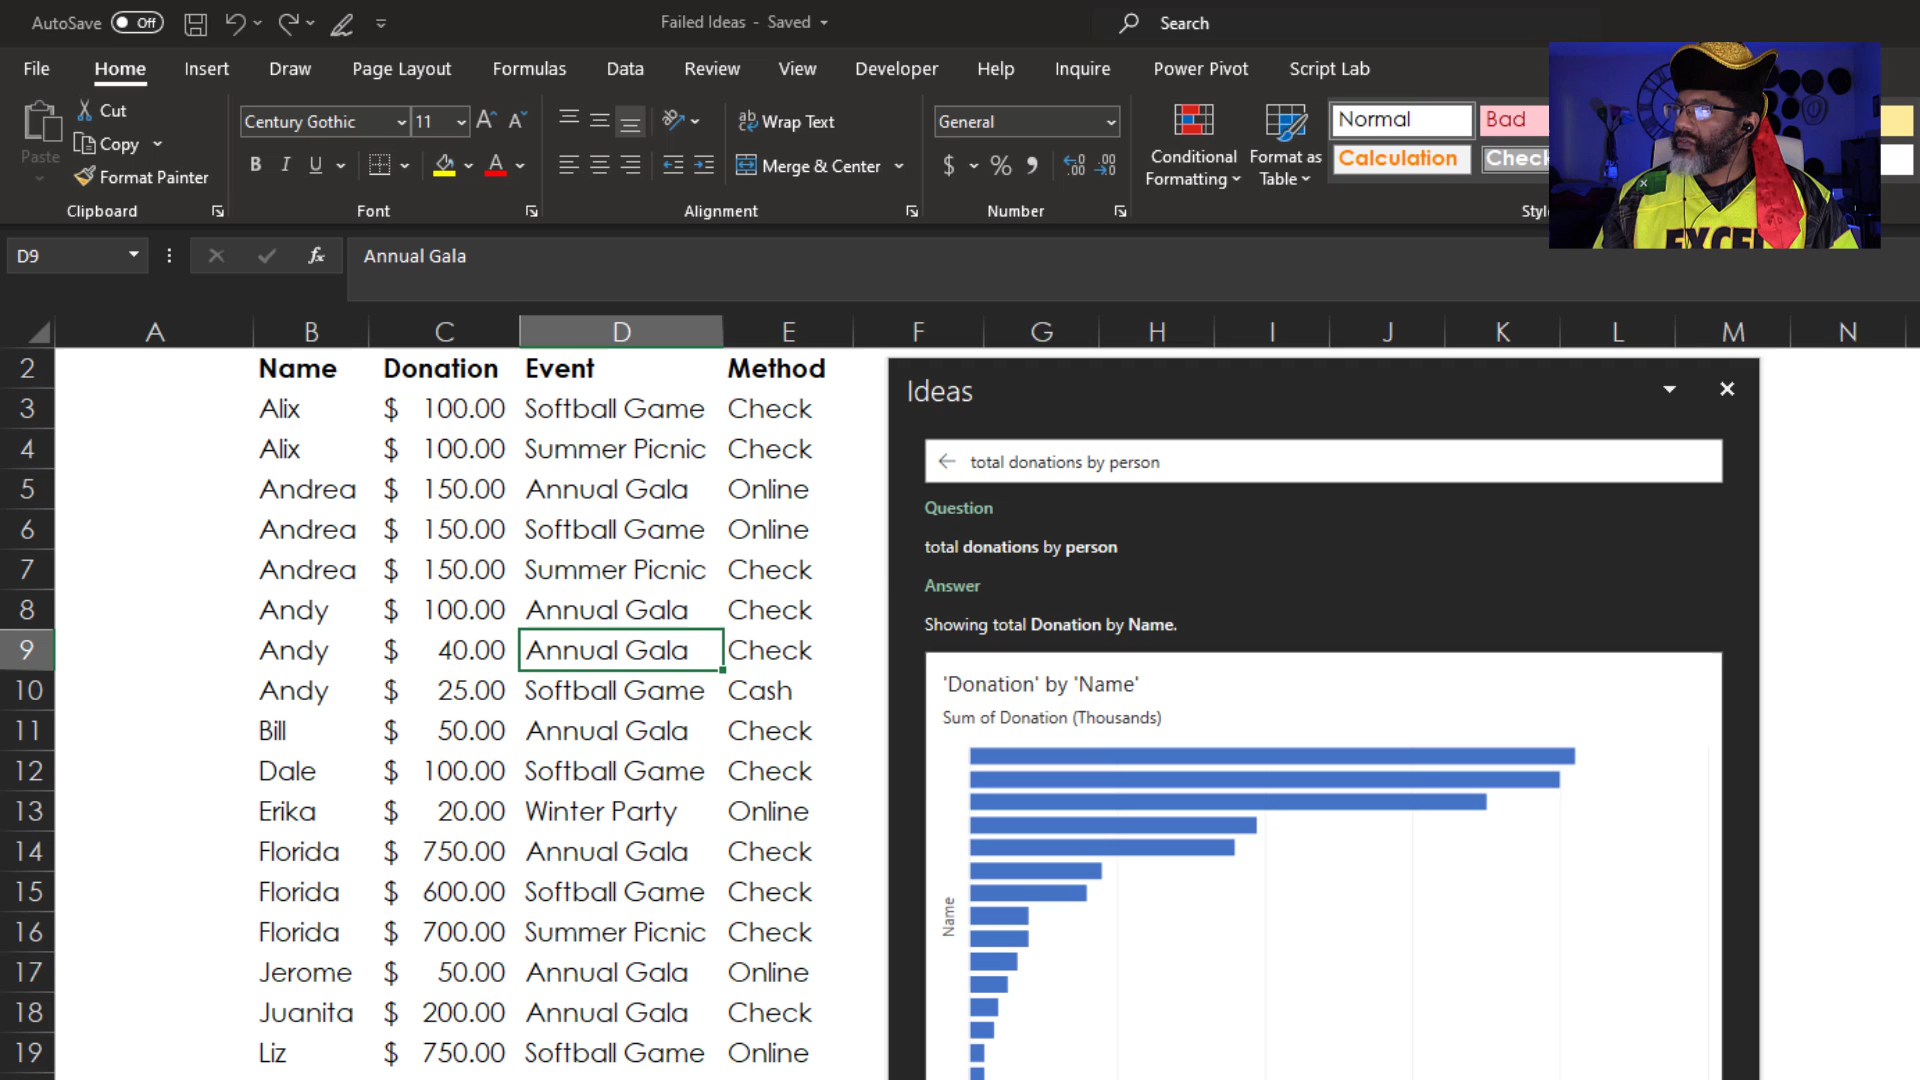 AutoSave Off
Failed Ideas - Saved
Search
File Home Insert Draw Page Layout Formulas Data Review View Developer Help Inquire Power Pivot Script Lab
Paste
Cut
Copy
Format Painter
Clipboard
Century Gothic 11
B I U
Font
ab Wrap Text
Merge & Center
Alignment
General
$ % 9
Number
Conditional Formatting
Format as Table
Normal
Bad
Calculation
Check
Style
EXCEL
D9
fx
Annual Gala
A B C D E F G H I J K L M N
2 Name Donation Event Method
3 Alix $ 100.00 Softball Game Check
4 Alix $ 100.00 Summer Picnic Check
5 Andrea $ 150.00 Annual Gala Online
6 Andrea $ 150.00 Softball Game Online
7 Andrea $ 150.00 Summer Picnic Check
8 Andy $ 100.00 Annual Gala Check
9 Andy $ 40.00 Annual Gala Check
10 Andy $ 25.00 Softball Game Cash
11 Bill $ 50.00 Annual Gala Check
12 Dale $ 100.00 Softball Game Check
13 Erika $ 20.00 Winter Party Online
14 Florida $ 750.00 Annual Gala Check
15 Florida $ 600.00 Softball Game Check
16 Florida $ 700.00 Summer Picnic Check
17 Jerome $ 50.00 Annual Gala Online
18 Juanita $ 200.00 Annual Gala Check
19 Liz $ 750.00 Softball Game Online
Ideas
total donations by person
Question
total donations by person
Answer
Showing total Donation by Name.
'Donation' by 'Name'
Sum of Donation (Thousands)
Name